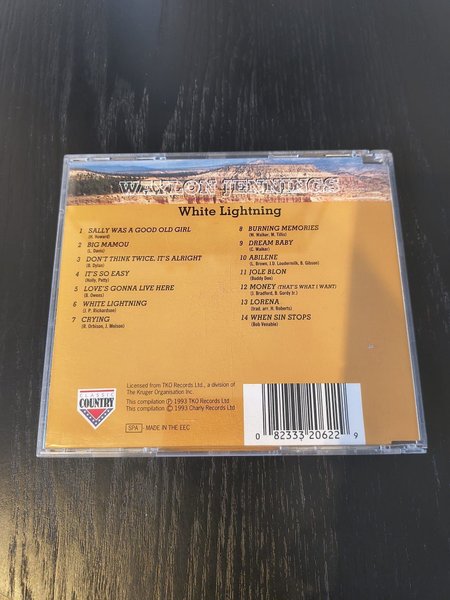 WAYLON JENNINGS
White Lightning
1 SALLY WAS A GOOD OLD GIRL
(H. Howard)
2 BIG MAMOU
(L. Davis)
3 DON'T THINK TWICE, IT'S ALRIGHT
(B. Dylan)
4 IT'S SO EASY
(Holly, Petty)
5 LOVE'S GONNA LIVE HERE
(B. Owens)
6 WHITE LIGHTNING
(J. P. Richardson)
7 CRYING
(R. Orbison, J. Melson)
8 BURNING MEMORIES
(W. Walker, M. Tillis)
9 DREAM BABY
(C. Walker)
10 ABILENE
(L. Brown, J.D. Loudermilk, B. Gibson)
11 JOLE BLON
(Buddy Dee)
12 MONEY (THAT'S WHAT I WANT)
(J. Bradford, B. Gordy Jr.)
13 LORENA
(trad. arr H. Roberts)
14 WHEN SIN STOPS
(Bob Venable)
CLASSIC
COUNTRY
Licensed from TKO Records Ltd., a division of
The Kruger Organisation Inc.
This compilation Ⓟ 1993 TKO Records Ltd
This compilation © 1993 Charly Records Ltd
SPA - MADE IN THE EEC
0 82333 20622 9